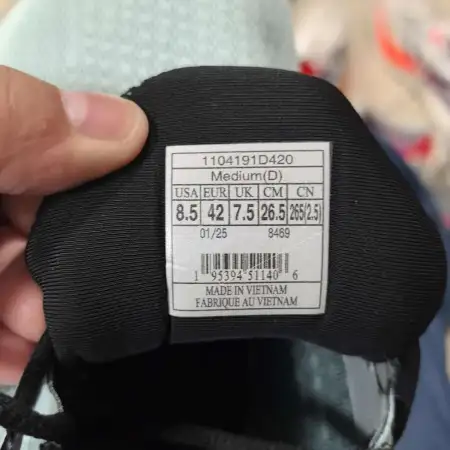 1104191D420
Medium(D)
USA EUR UK CM CN
8.5 42 7.5 26.5 265(2.5)
01/25 8469
1 95394 51140 6
MADE IN VIETNAM
FABRIQUE AU VIETNAM